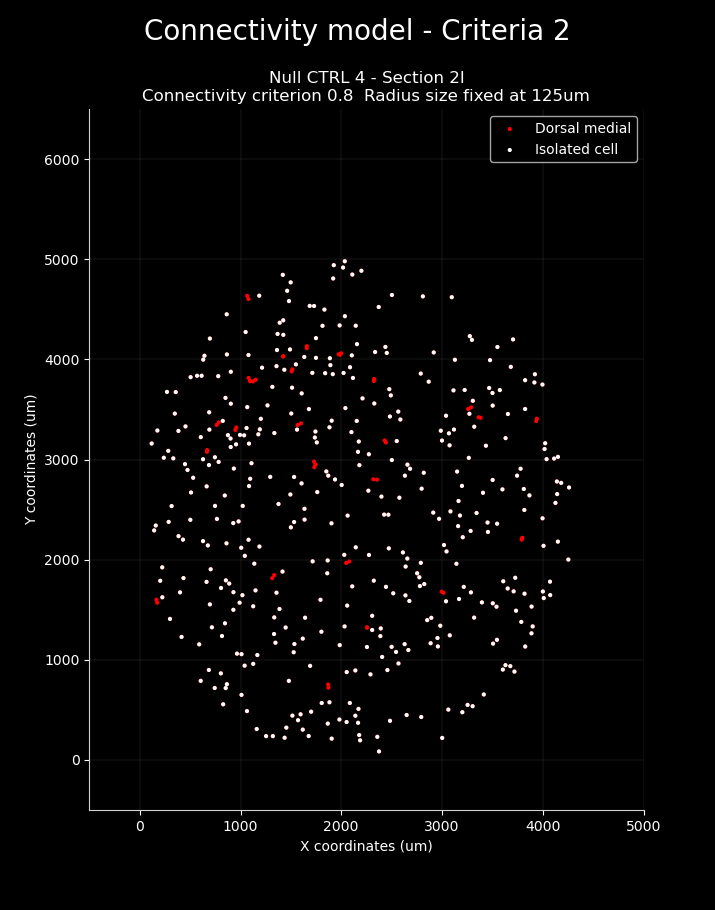 Connectivity model - Criteria 2
Null CTRL 4 - Section 2l
Connectivity criterion 0.8  Radius size fixed at 125um
Dorsal medial
Isolated cell
6000
5000
4000
3000
2000
1000
0
Y coordinates (um)
0
1000
2000
3000
4000
5000
X coordinates (um)